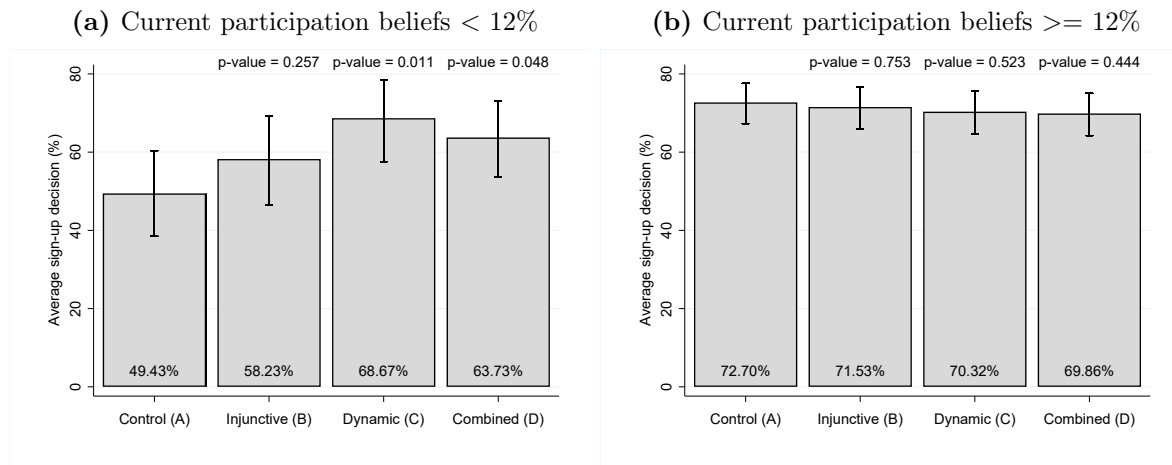 (a) Current participation beliefs < 12%
p-value = 0.257 p-value = 0.011 p-value = 0.048
80
60
40
20
0
Average sign-up decision (%)
49.43% 58.23% 68.67% 63.73%
Control (A) Injunctive (B) Dynamic (C) Combined (D)
(b) Current participation beliefs >= 12%
p-value = 0.753 p-value = 0.523 p-value = 0.444
80
60
40
20
0
Average sign-up decision (%)
72.70% 71.53% 70.32% 69.86%
Control (A) Injunctive (B) Dynamic (C) Combined (D)